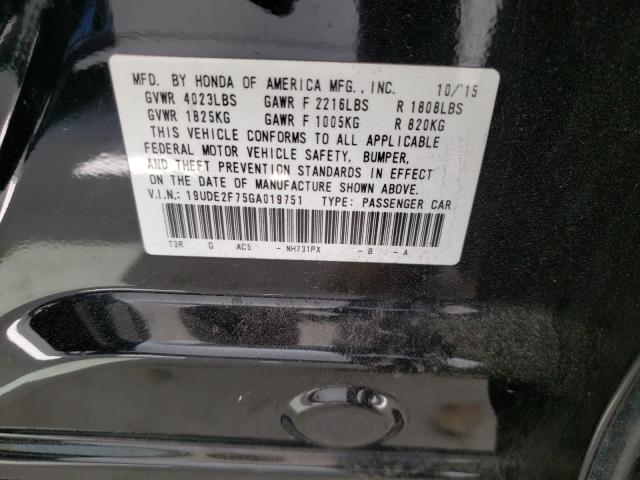 MFD. BY HONDA OF AMERICA MFG., INC. 10/'15
GVWR 4023LBS GAWR F 2216LBS R 1808LBS
GVWR 1825KG GAWR F 1005KG R 820KG
THIS VEHICLE CONFORMS TO ALL APPLICABLE
FEDERAL MOTOR VEHICLE SAFETY, BUMPER,
AND THEFT PREVENTION STANDARDS IN EFFECT
ON THE DATE OF MANUFACTURE SHOWN ABOVE.
V.I.N.: 19UDE2F75GA019751 TYPE: PASSENGER CAR
T3R G AC5 - NH731PX - B - A